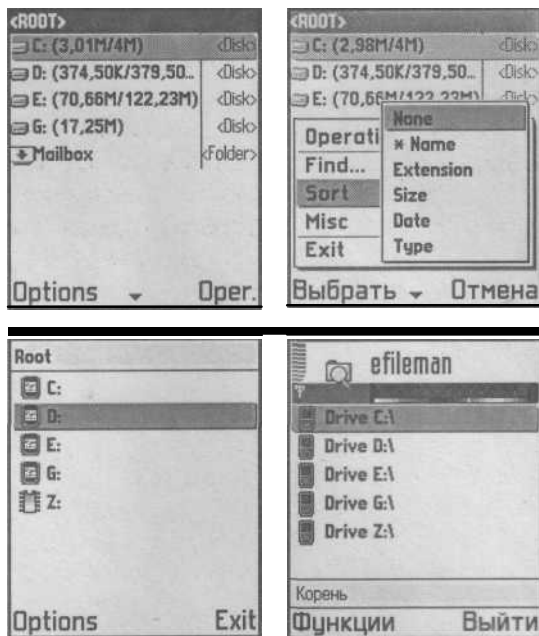 <ROOT>
C: (3,01M/4M) <Disk>
D: (374,50K/379,50... <Disk>
E: (70,66M/122,23M) <Disk>
G: (17,25M) <Disk>
Mailbox <Folder>
Options Oper.
<ROOT>
C: (2,98M/4M) <Disk>
D: (374,50K/379,50... <Disk>
E: (70,66M/122,23M) <Disk>
Operati
Find...
Sort
Misc
Exit
None
* Name
Extension
Size
Date
Type
Выбрать Отмена
Root
C:
D:
E:
G:
Z:
Options Exit
efileman
Drive C:\
Drive D:\
Drive E:\
Drive G:\
Drive Z:\
Корень
Функции Выйти